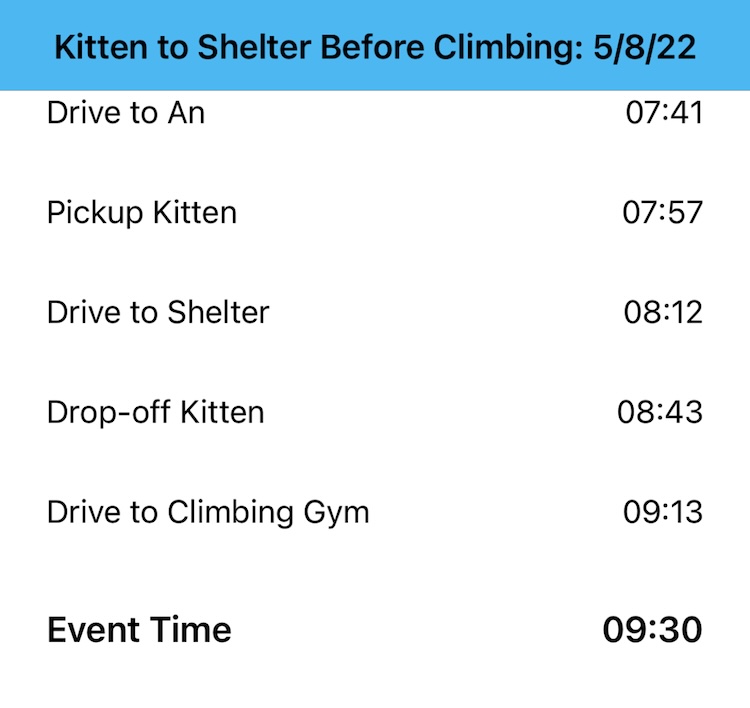 Kitten to Shelter Before Climbing: 5/8/22
Drive to An 07:41
Pickup Kitten 07:57
Drive to Shelter 08:12
Drop-off Kitten 08:43
Drive to Climbing Gym 09:13
Event Time 09:30